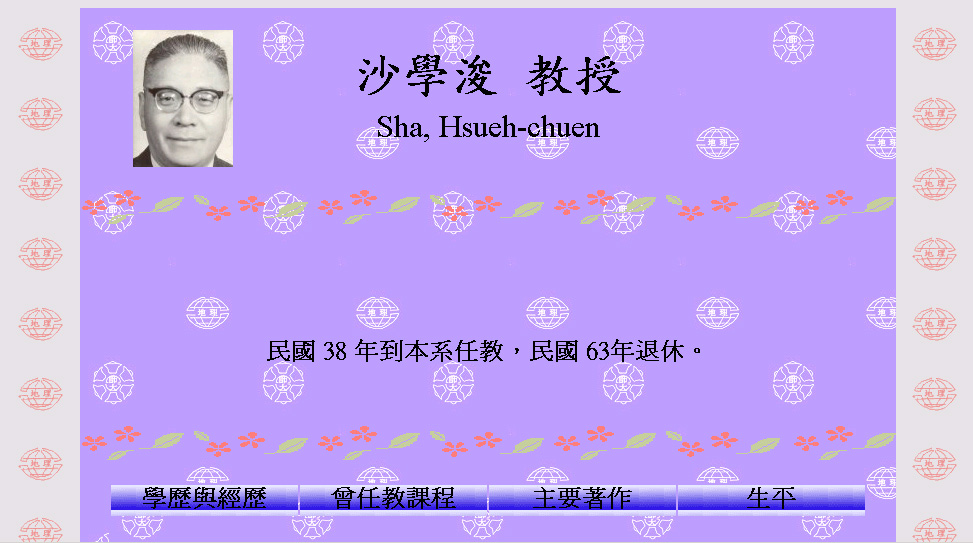 沙學浚 教授
Sha, Hsueh-chuen
民國 38 年到本系任教，民國 63年退休。
學歷與經歷 曾任教課程 主要著作 生平